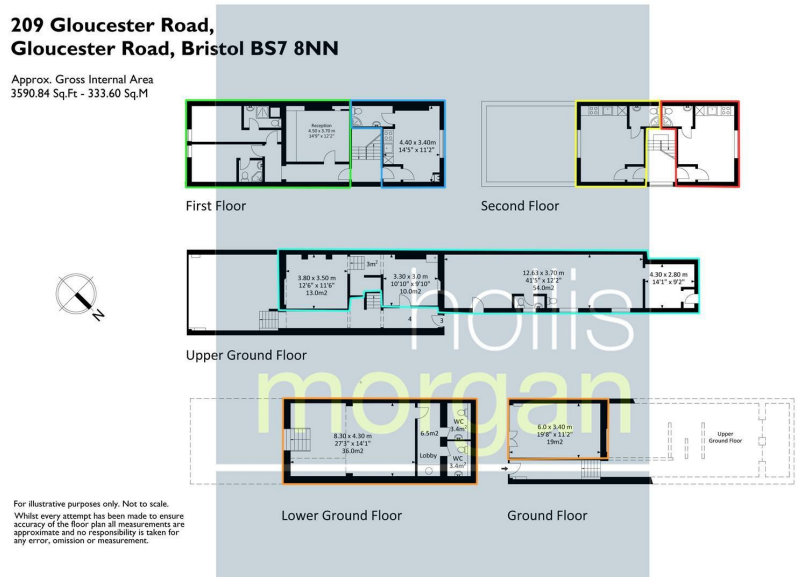 209 Gloucester Road,
Gloucester Road, Bristol BS7 8NN
Approx. Gross Internal Area
3590.84 Sq.Ft - 333.60 Sq.M
Reception
4.50 x 3.70 m
14'9" x 12'2"
4.40 x 3.40m
14'5" x 11'2"
First Floor
Second Floor
N
3.80 x 3.50 m
12'6" x 11'6"
13.0m2
3m²
3.30 x 3.0 m
10'10" x 9'10"
10.0m2
12.63 x 3.70 m
41'5" x 12'2"
54.0m2
4.30 x 2.80 m
14'1" x 9'2"
4
3
Upper Ground Floor
hollis
morgan
8.30 x 4.30 m
27'3" x 14'1"
36.0m2
6.5m2
Lobby
WC
3.4m²
WC
3.4m²
6.0 x 3.40m
19'8" x 11'2"
19m2
Upper
Ground Floor
Lower Ground Floor
Ground Floor
For illustrative purposes only. Not to scale.
Whilst every attempt has been made to ensure
accuracy of the floor plan all measurements are
approximate and no responsibility is taken for
any error, omission or measurement.